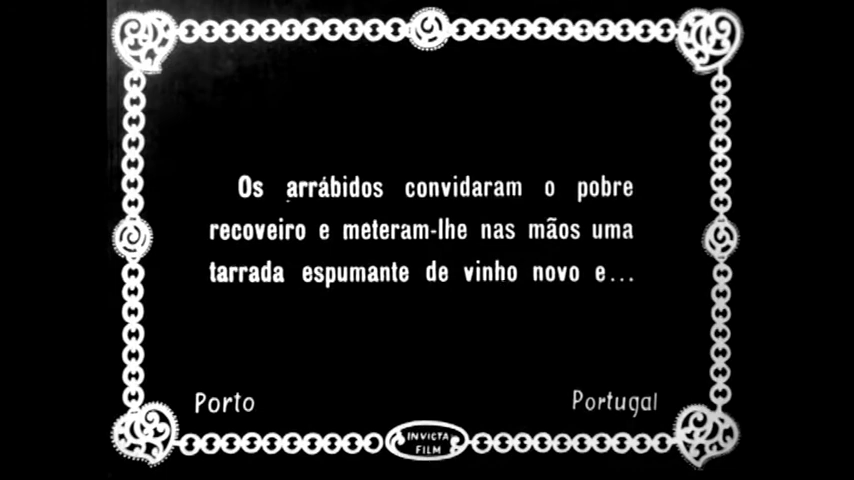 Os arrábidos convidaram o pobre
recoveiro e meteram-lhe nas mãos uma
tarrada espumante de vinho novo e...
Porto
Portugal
INVICTA
FILM